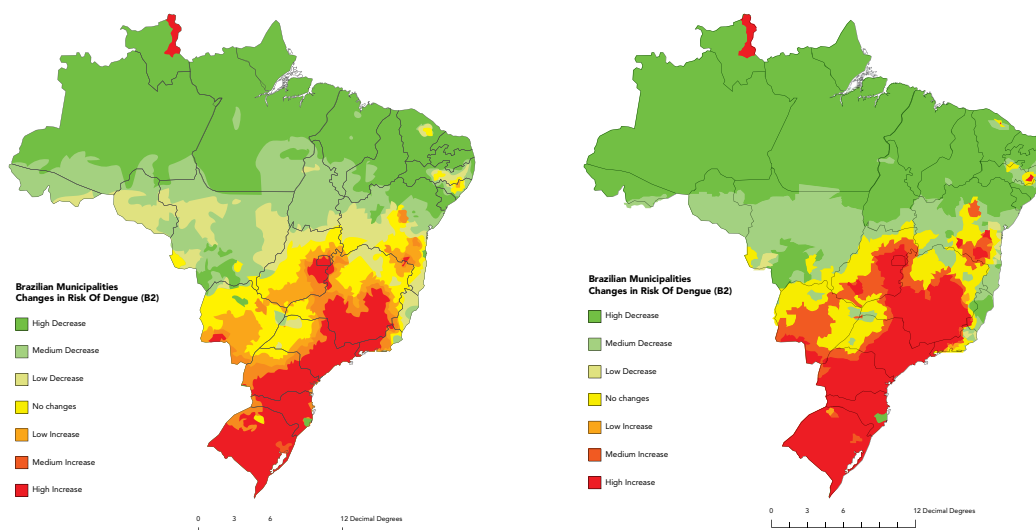 Brazilian Municipalities
Changes in Risk Of Dengue (B2)
High Decrease
Medium Decrease
Low Decrease
No changes
Low Increase
Medium Increase
High Increase
0 3 6 12 Decimal Degrees
Brazilian Municipalities
Changes in Risk Of Dengue (B2)
High Decrease
Medium Decrease
Low Decrease
No changes
Low Increase
Medium Increase
High Increase
0 3 6 12 Decimal Degrees